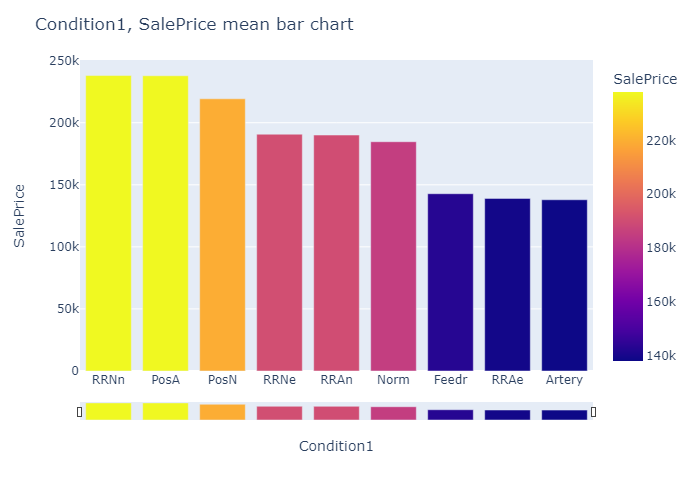 Condition1, SalePrice mean bar chart
SalePrice
250k
200k
150k
100k
50k
0
RRNn PosA PosN RRNe RRAn Norm Feedr RRAe Artery
Condition1
SalePrice
220k
200k
180k
160k
140k